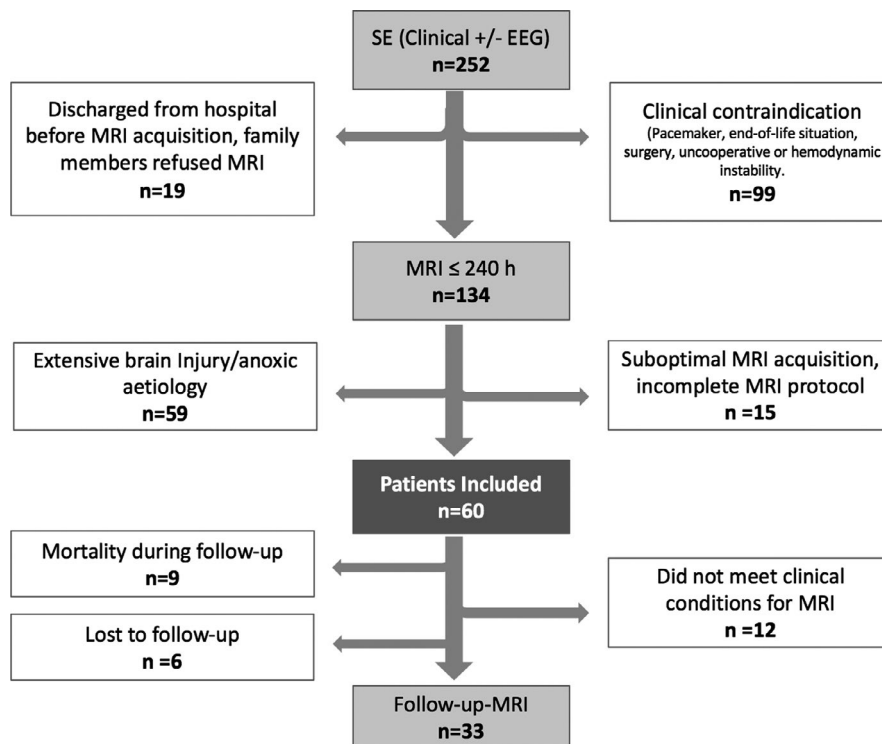 SE (Clinical +/- EEG)
n=252
Discharged from hospital
before MRI acquisition, family
members refused MRI
n=19
Clinical contraindication
(Pacemaker, end-of-life situation,
surgery, uncooperative or hemodynamic
instability.
n=99
MRI ≤ 240 h
n=134
Extensive brain Injury/anoxic
aetiology
n=59
Suboptimal MRI acquisition,
incomplete MRI protocol
n =15
Patients Included
n=60
Mortality during follow-up
n=9
Did not meet clinical
conditions for MRI
n =12
Lost to follow-up
n =6
Follow-up-MRI
n=33